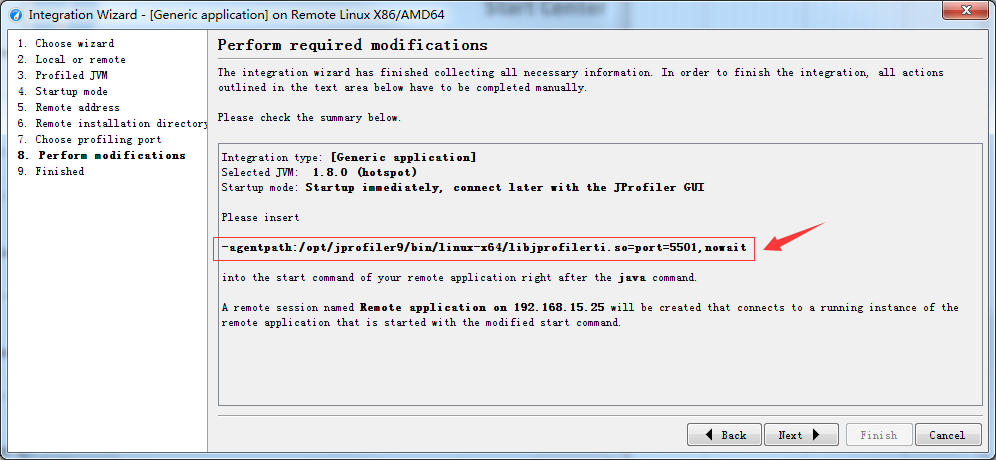 Integration Wizard - [Generic application] on Remote Linux X86/AMD64
Start Center
1. Choose wizard
2. Local or remote
3. Profiled JVM
4. Startup mode
5. Remote address
6. Remote installation directory
7. Choose profiling port
8. Perform modifications
9. Finished
Perform required modifications
The integration wizard has finished collecting all necessary information. In order to finish the integration, all actions
outlined in the text area below have to be completed manually.
Please check the summary below.
Integration type: [Generic application]
Selected JVM: 1.8.0 (hotspot)
Startup mode: Startup immediately, connect later with the JProfiler GUI
Please insert
-agentpath:/opt/jprofiler9/bin/linux-x64/libjprofilerti.so=port=5501,nowait
into the start command of your remote application right after the java command.
A remote session named Remote application on 192.168.15.25 will be created that connects to a running instance of the
remote application that is started with the modified start command.
Back
Next
Finish
Cancel